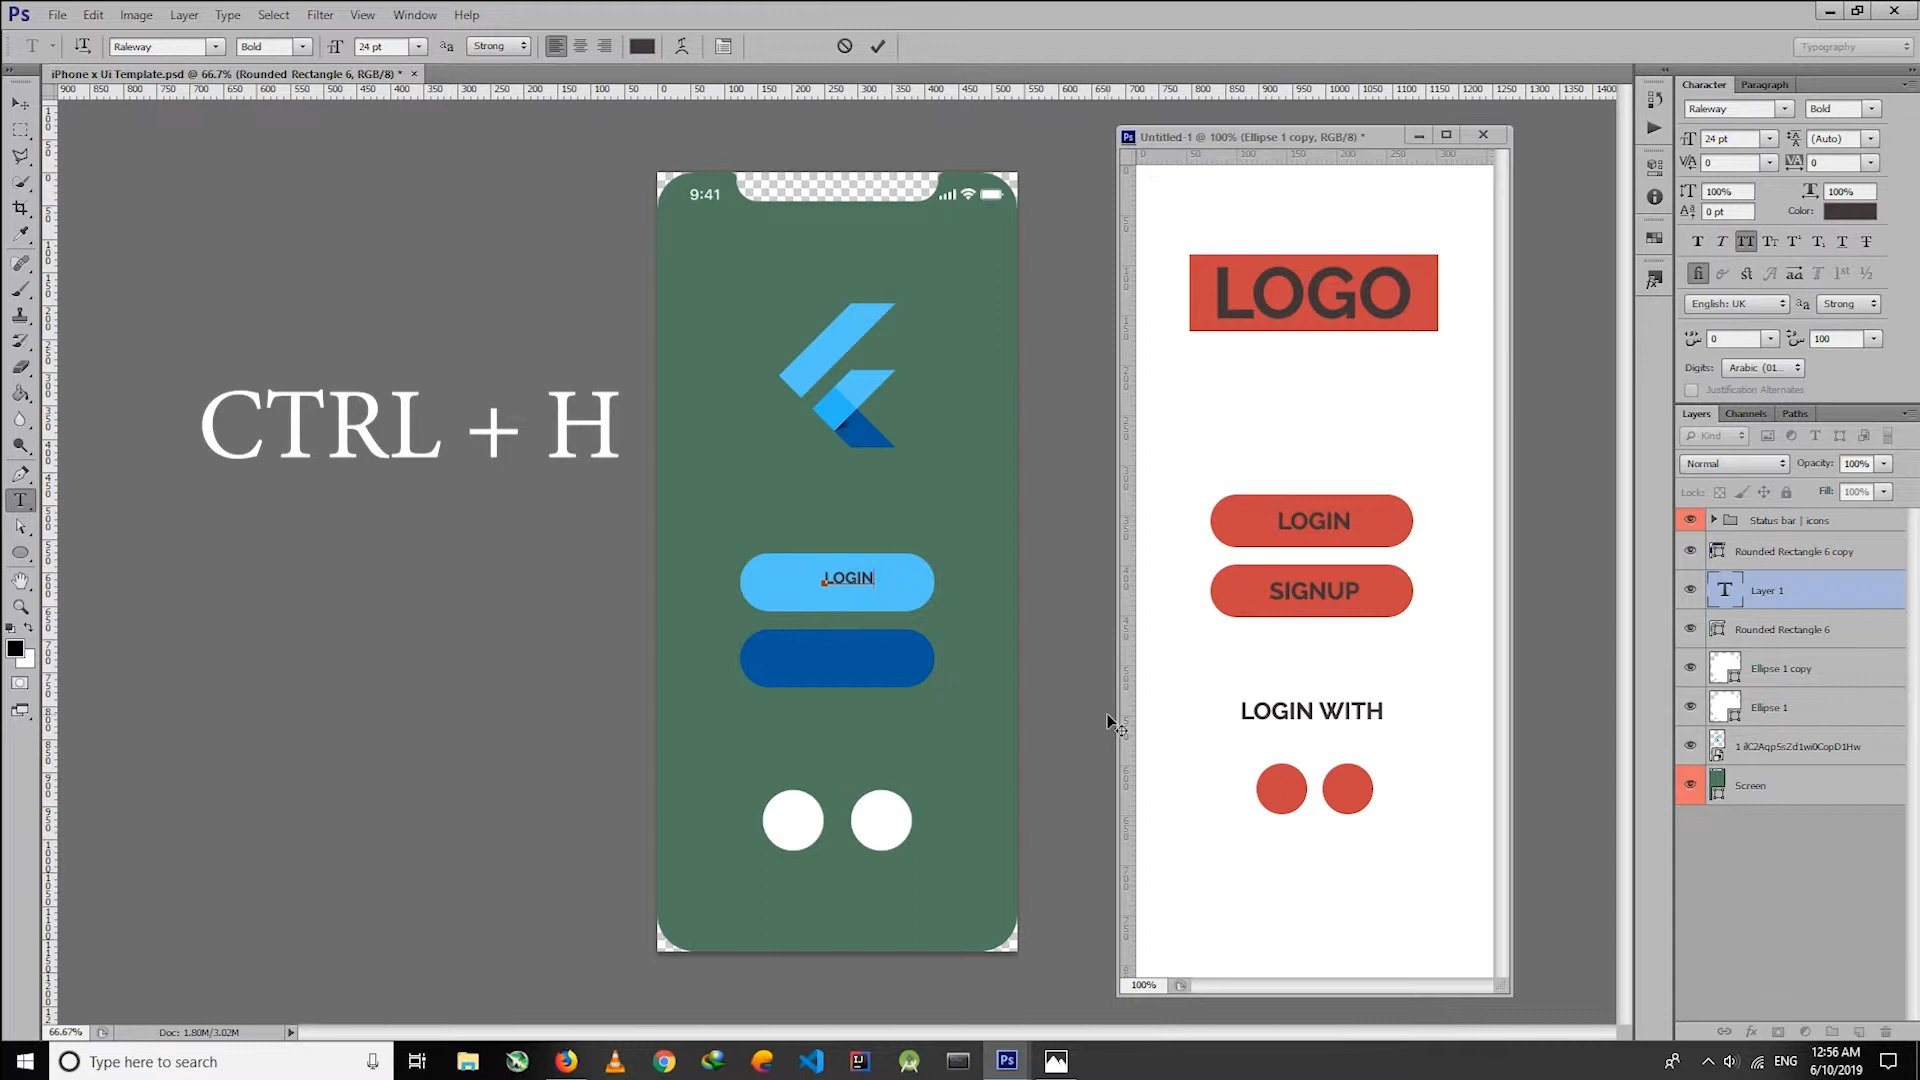 Ps File Edit Image Layer Type Select Filter View Window Help
Raleway Bold 24 pt Strong Typography
iPhone x Ui Template.psd @ 66.7% (Rounded Rectangle 6, RGB/8) *
Untitled-1 @ 100% (Ellipse 1 copy, RGB/8) *
9:41
LOGO
CTRL + H
LOGIN
LOGIN
SIGNUP
LOGIN WITH
100%
66.67% Doc: 1.80M/3.02M
Character Paragraph
Raleway Bold
24 pt (Auto)
0 0
100% 100%
0 pt Color:
English: UK Strong
0 100
Digits: Arabic (01...
Justification Alternates
Layers Channels Paths
Kind
Normal Opacity: 100%
Lock: Fill: 100%
Status bar | icons
Rounded Rectangle 6 copy
Layer 1
Rounded Rectangle 6
Ellipse 1 copy
Ellipse 1
Screen
Type here to search
ENG
12:56 AM
6/10/2019